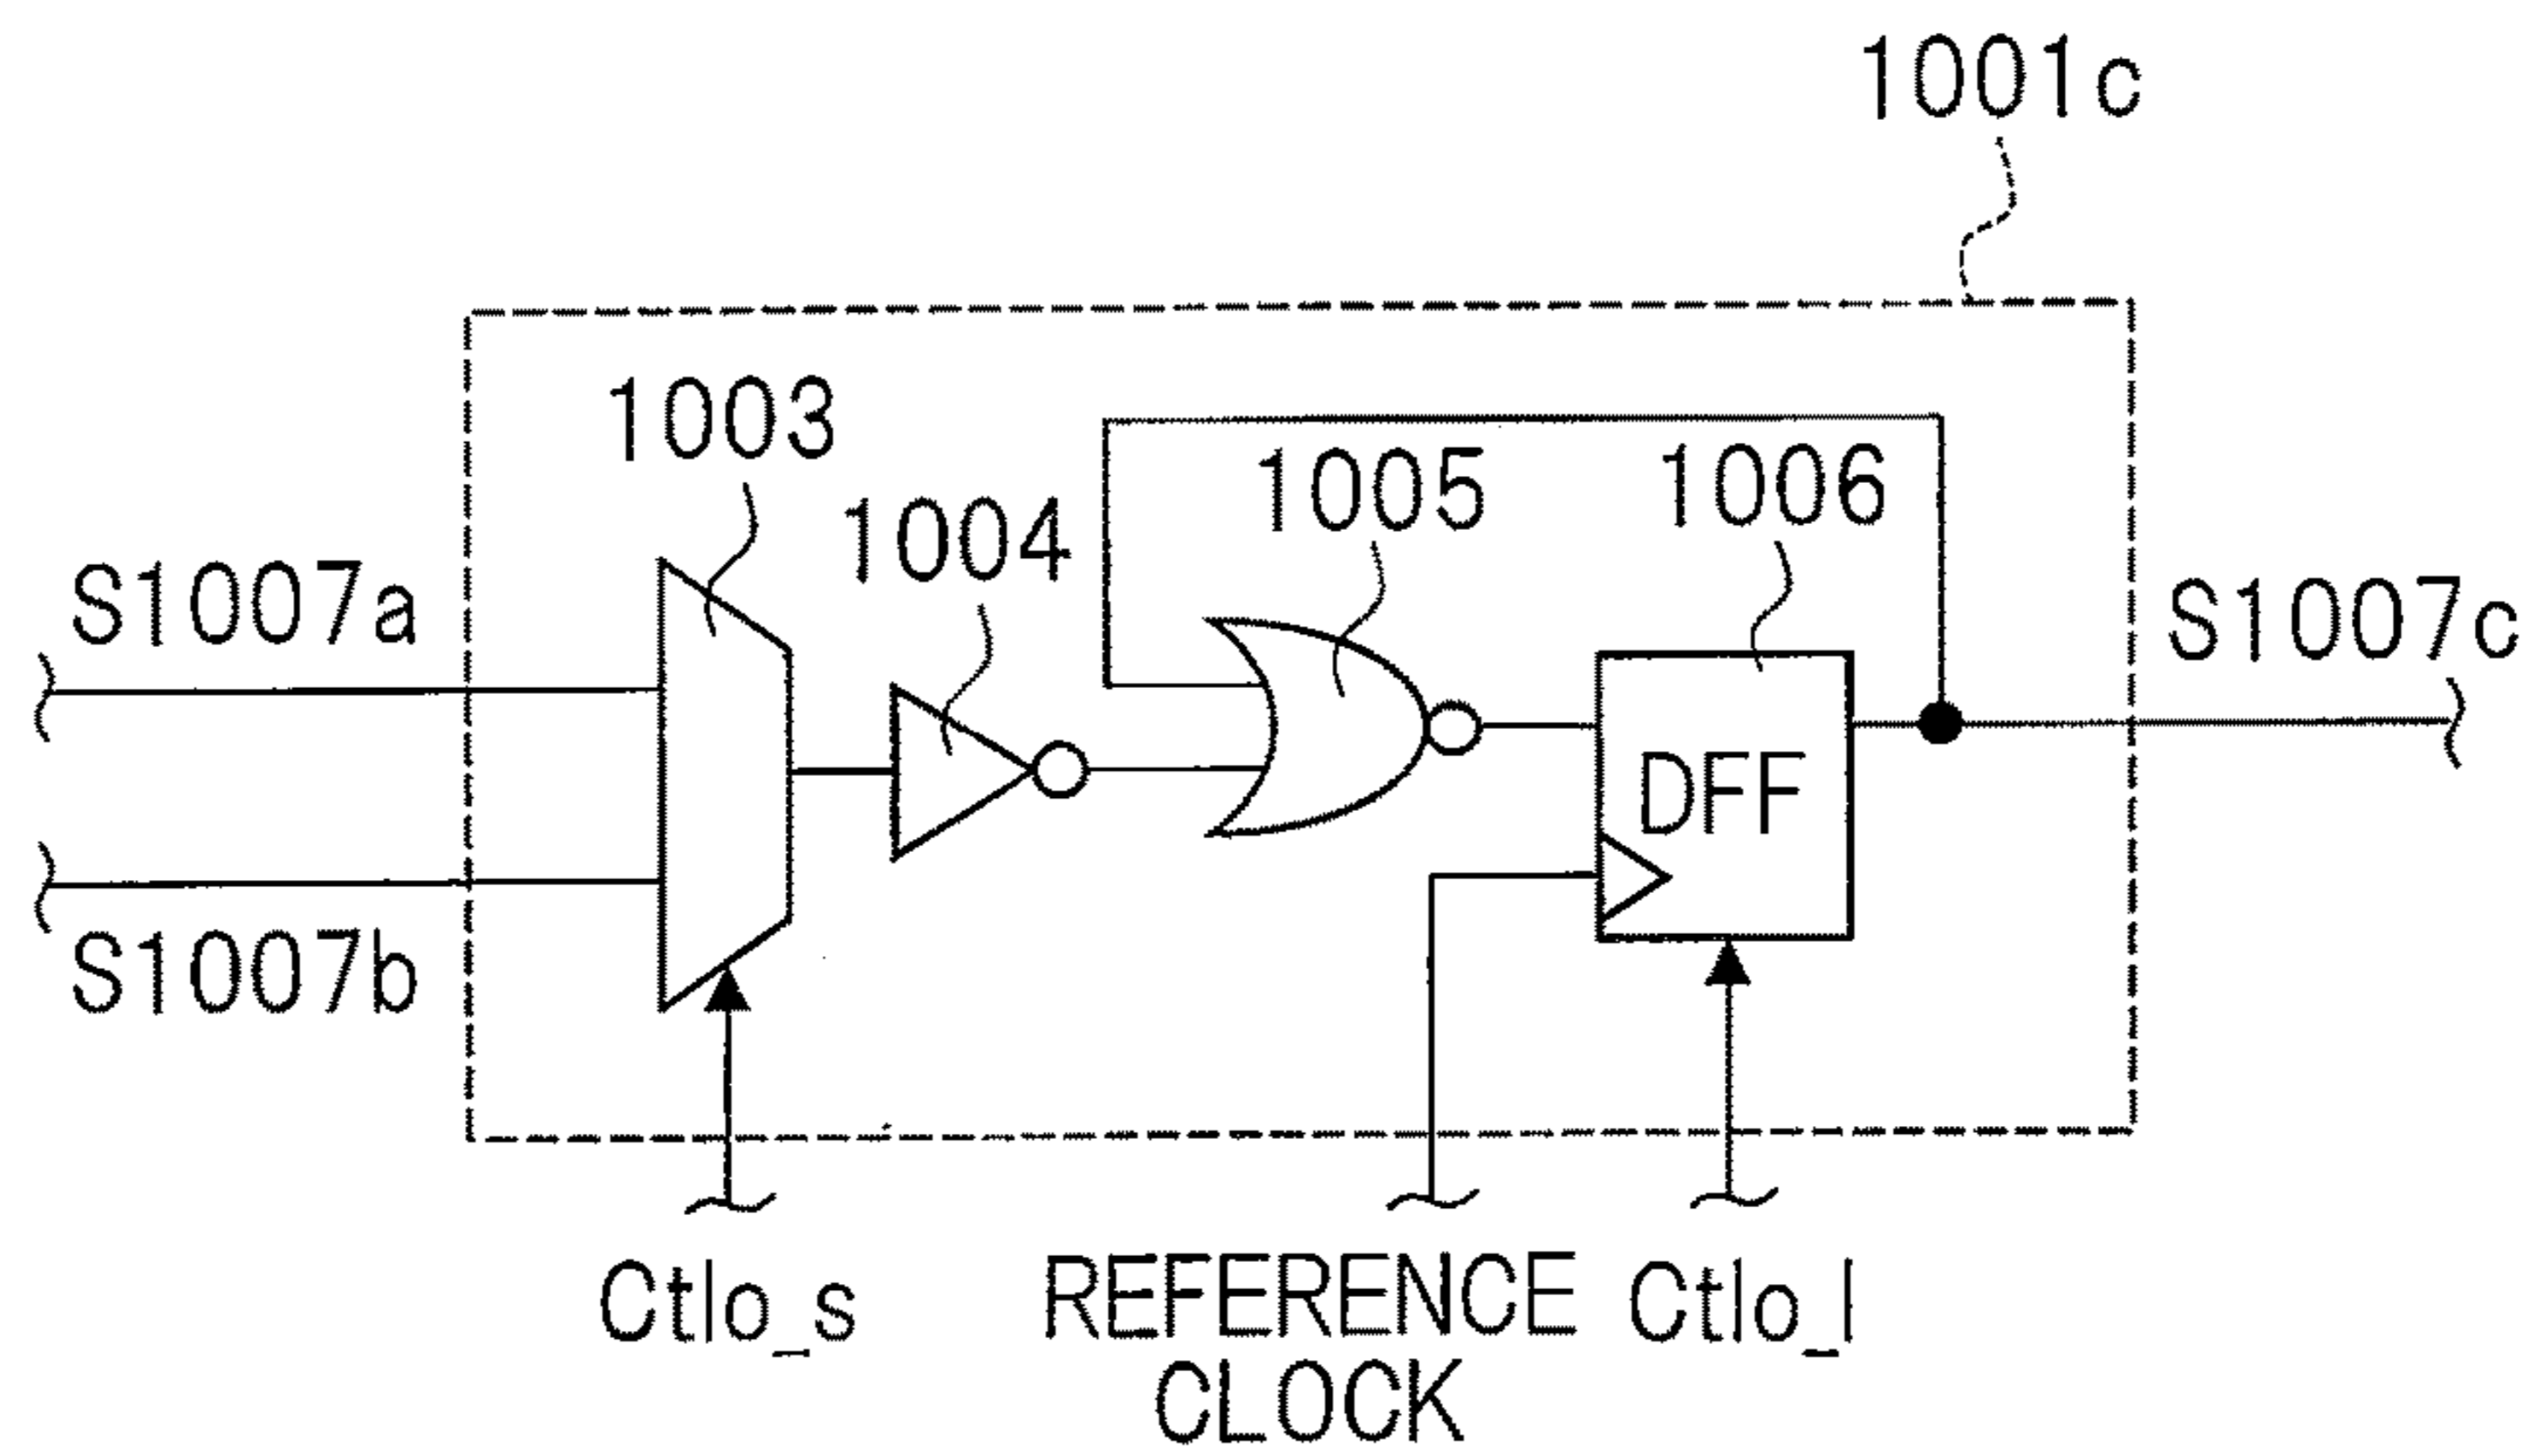 1001c
1003
1004
1005
1006
S1007a
S1007b
S1007c
DFF
Ctlo_s
REFERENCE
CLOCK
Ctlo_l